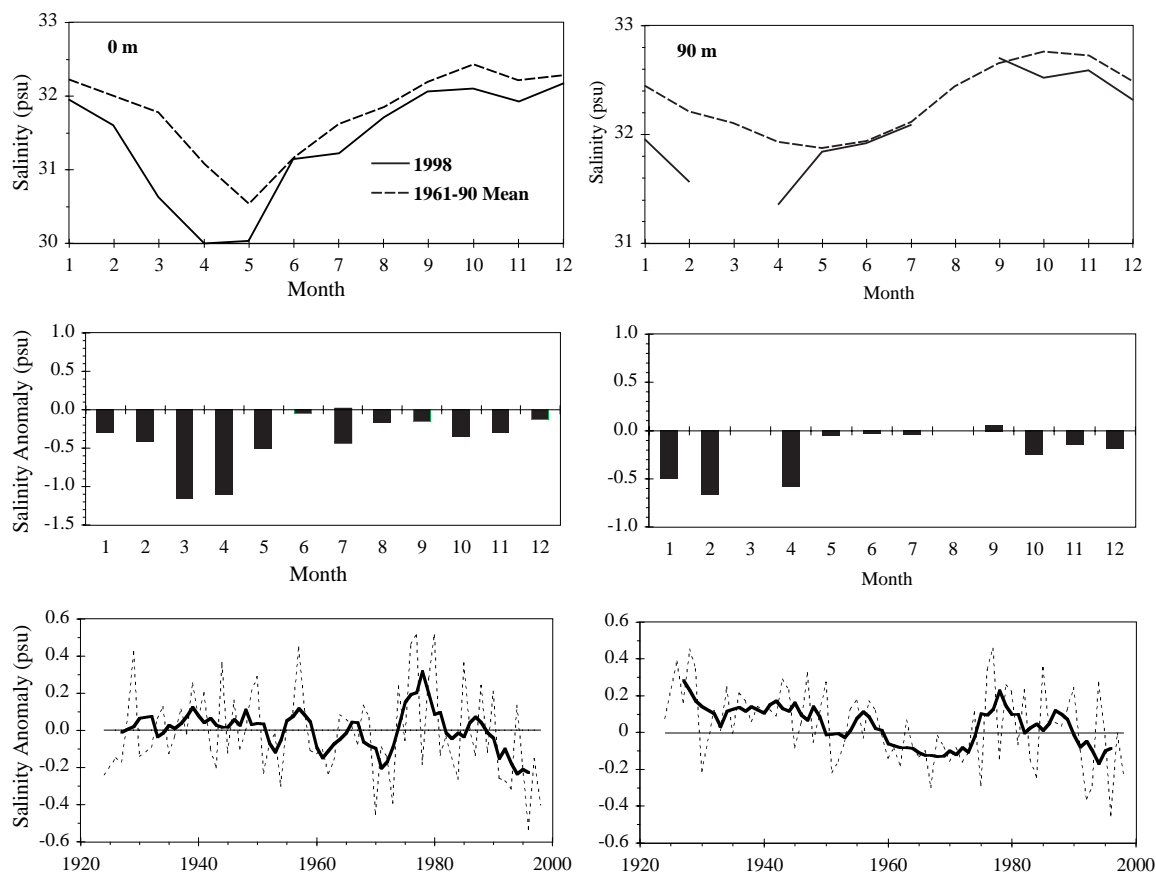 0 m
Salinity (psu)
33
32
31
30
1998
1961-90 Mean
1 2 3 4 5 6 7 8 9 10 11 12
Month
90 m
Salinity (psu)
33
32
31
1 2 3 4 5 6 7 8 9 10 11 12
Month
Salinity Anomaly (psu)
1.0
0.5
0.0
-0.5
-1.0
-1.5
1 2 3 4 5 6 7 8 9 10 11 12
Month
1.0
0.5
0.0
-0.5
-1.0
1 2 3 4 5 6 7 8 9 10 11 12
Month
Salinity Anomaly (psu)
0.6
0.4
0.2
0.0
-0.2
-0.4
-0.6
1920 1940 1960 1980 2000
0.6
0.4
0.2
0
-0.2
-0.4
-0.6
1920 1940 1960 1980 2000